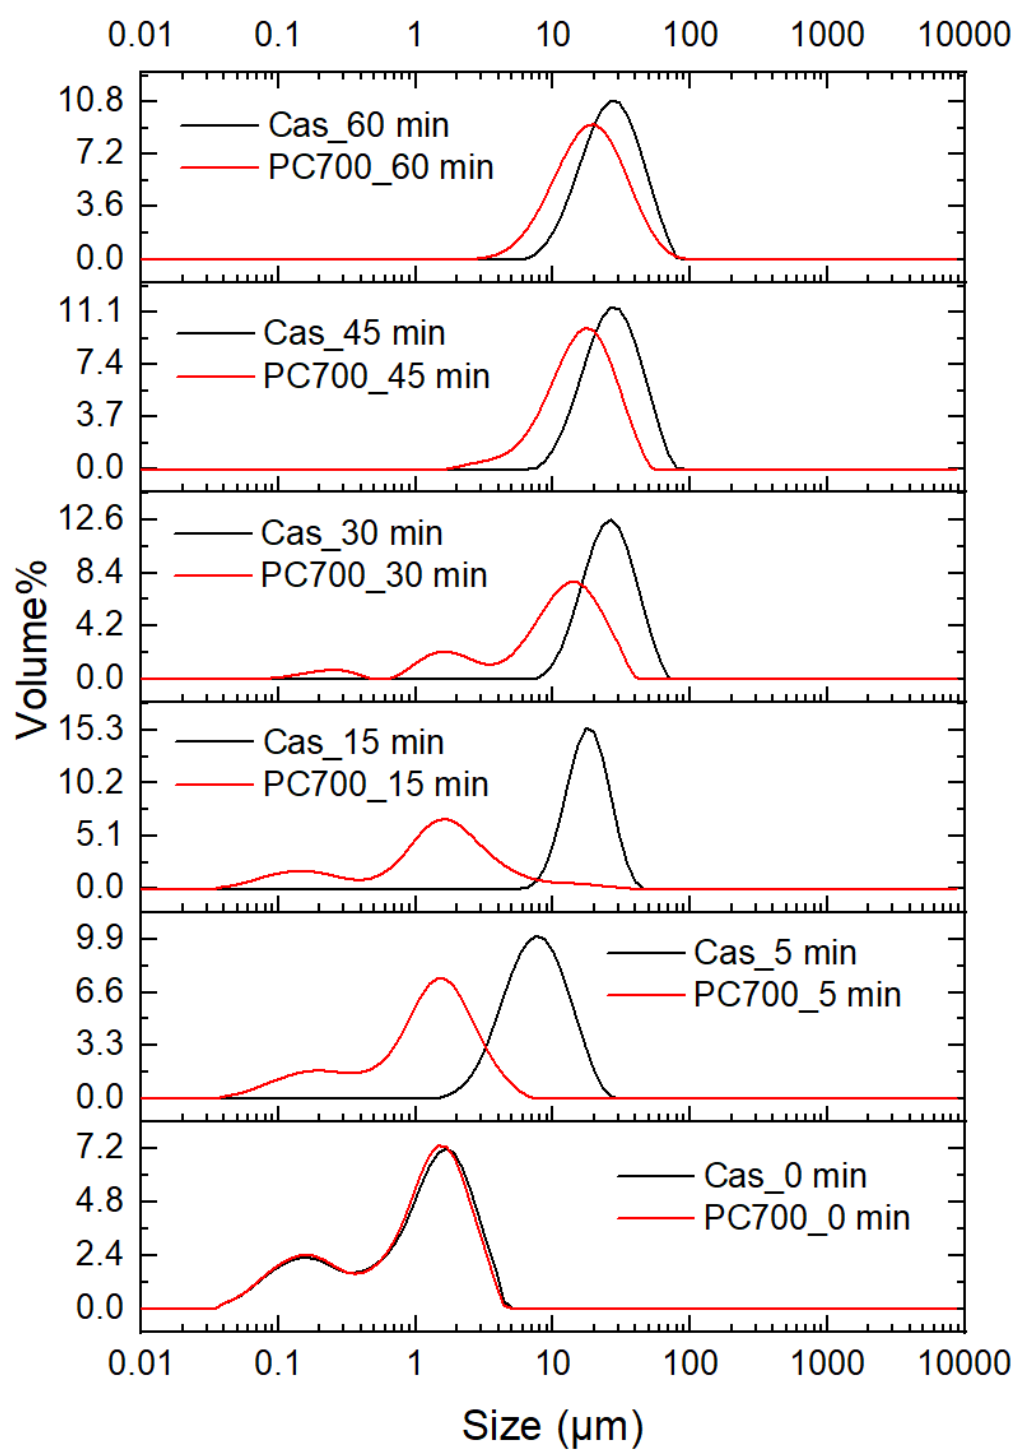 0.01 0.1 1 10 100 1000 10000
10.8
Cas_60 min
7.2
PC700_60 min
3.6
0.0
11.1
Cas_45 min
7.4
PC700_45 min
3.7
0.0
12.6
Cas_30 min
8.4
PC700_30 min
4.2
0.0
Volume%
15.3
Cas_15 min
10.2
PC700_15 min
5.1
0.0
9.9
Cas_5 min
6.6
PC700_5 min
3.3
0.0
7.2
Cas_0 min
4.8
PC700_0 min
2.4
0.0
0.01 0.1 1 10 100 1000 10000
Size (μm)